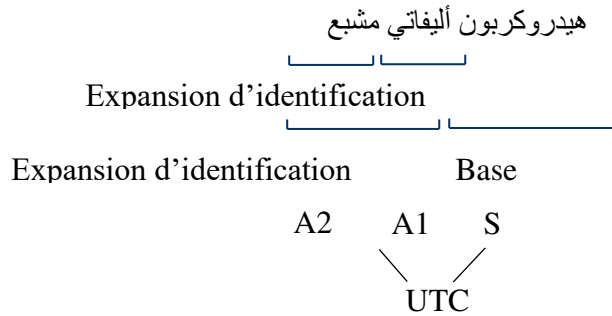 هيدروكربون أليفاتي مشبع
Expansion d’identification
Expansion d’identification Base
A2 A1 S
UTC